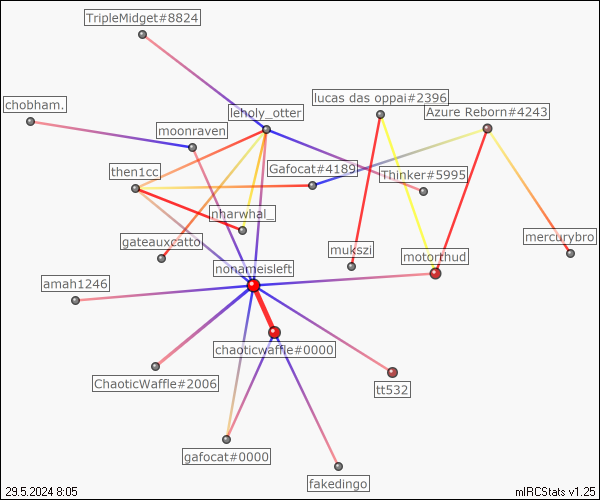 TripleMidget#8824
chobham.
leholy_otter
lucas das oppai#2396
Azure Reborn#4243
moonraven
then1cc
Gafocat#4189
Thinker#5995
nharwhal_
gateauxcatto
mukszi
motorthud
mercurybro
nonameisleft
amah1246
chaoticwaffle#0000
ChaoticWaffle#2006
tt532
gafocat#0000
fakedingo
29.5.2024 8:05
mIRCStats v1.25